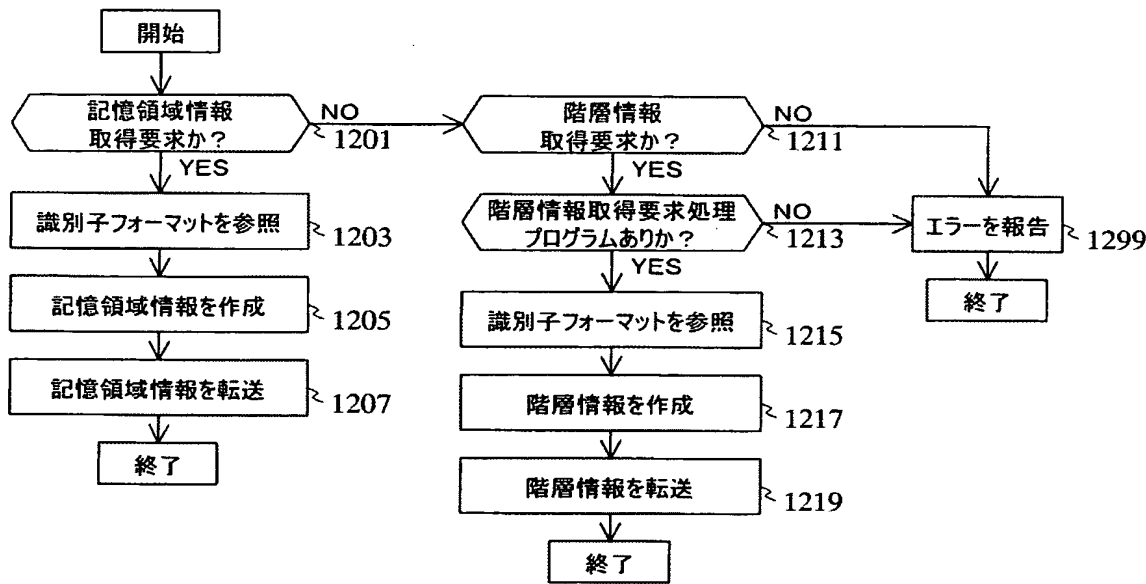 開始
記憶領域情報
取得要求か?
NO
1201
YES
識別子フォーマットを参照
1203
記憶領域情報を作成
1205
記憶領域情報を転送
1207
終了
階層情報
取得要求か?
NO
1211
YES
階層情報取得要求処理
プログラムありか?
NO
1213
YES
識別子フォーマットを参照
1215
階層情報を作成
1217
階層情報を転送
1219
終了
エラーを報告
1299
終了